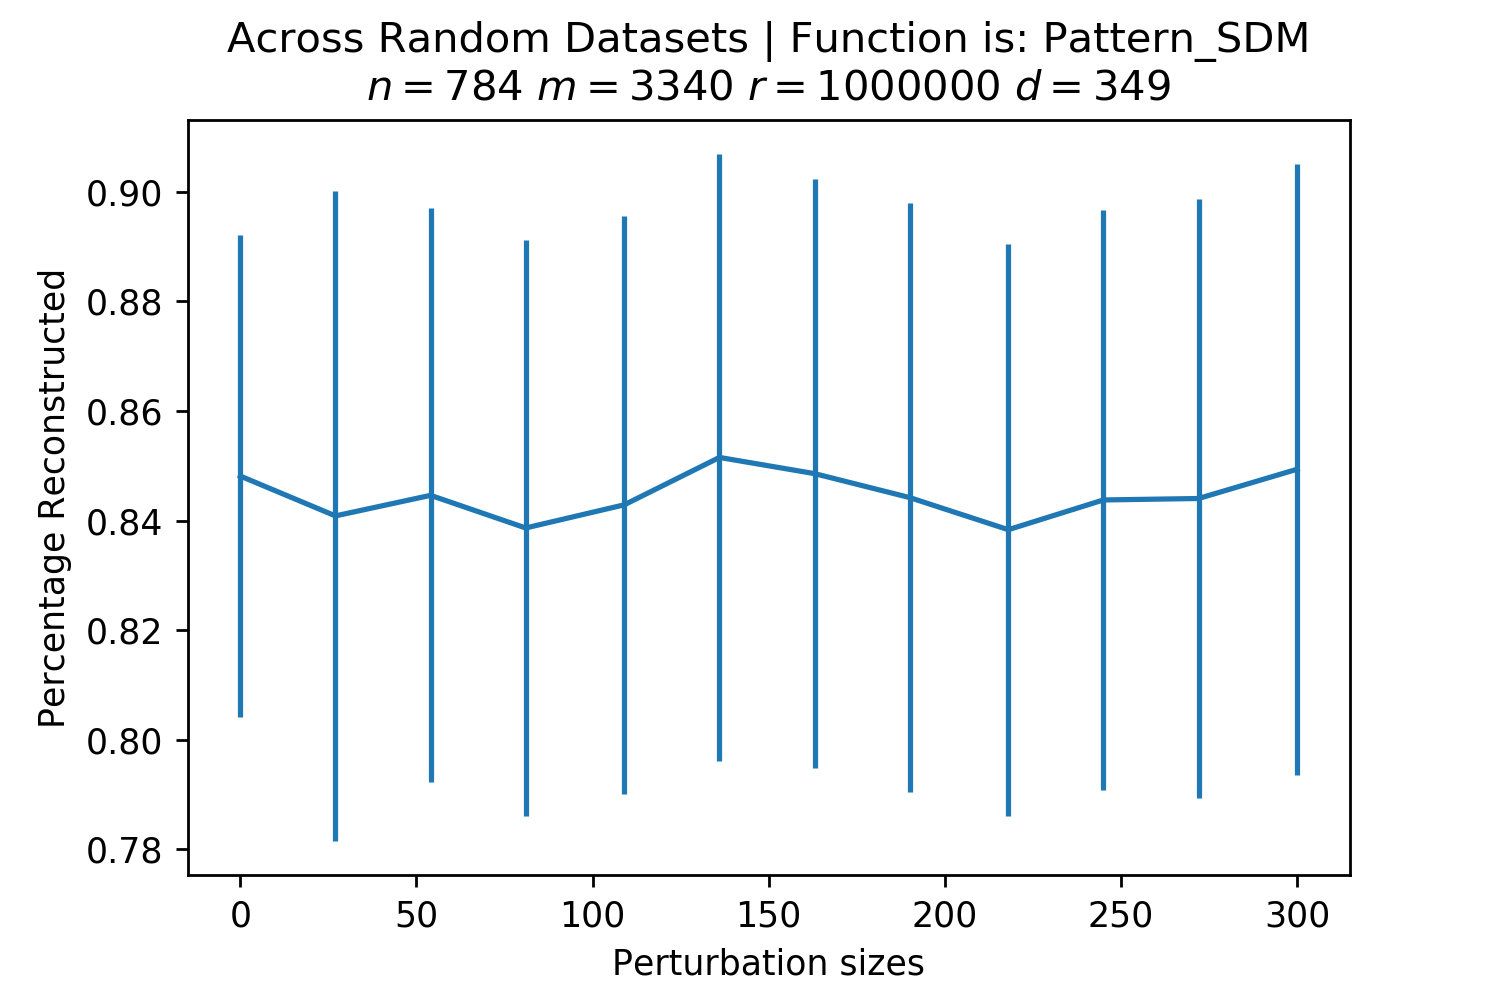 Across Random Datasets | Function is: Pattern_SDM
n = 784 m = 3340 r = 1000000 d = 349
Percentage Reconstructed
0.90
0.88
0.86
0.84
0.82
0.80
0.78
0 50 100 150 200 250 300
Perturbation sizes